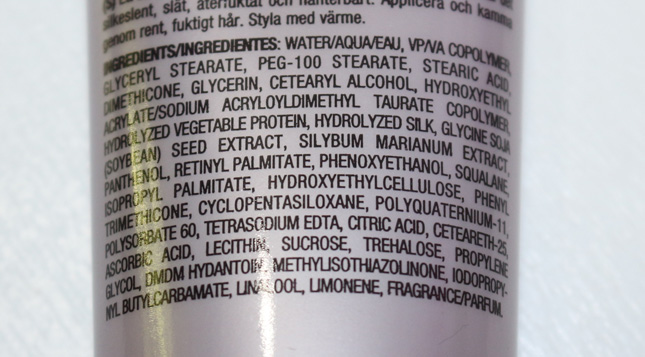 silkeslent, slät, återfuktat och hanterbart. Applicera och kamma
genom rent, fuktigt hår. Styla med värme.
INGREDIENTS/INGREDIENTES: WATER/AQUA/EAU, VP/VA COPOLYMER,
GLYCERYL STEARATE, PEG-100 STEARATE, STEARIC ACID,
DIMETHICONE, GLYCERIN, CETEARYL ALCOHOL, HYDROXYETHYL
ACRYLATE/SODIUM ACRYLOYLDIMETHYL TAURATE COPOLYMER,
HYDROLYZED VEGETABLE PROTEIN, HYDROLYZED SILK, GLYCINE SOJA
(SOYBEAN) SEED EXTRACT, SILYBUM MARIANUM EXTRACT,
PANTHENOL, RETINYL PALMITATE, PHENOXYETHANOL, SQUALANE,
ISOPROPYL PALMITATE, HYDROXYETHYLCELLULOSE, PHENYL
TRIMETHICONE, CYCLOPENTASILOXANE, POLYQUATERNIUM-11,
POLYSORBATE 60, TETRASODIUM EDTA, CITRIC ACID, CETEARETH-25,
ASCORBIC ACID, LECITHIN, SUCROSE, TREHALOSE, PROPYLENE
GLYCOL, DMDM HYDANTOIN, METHYLISOTHIAZOLINONE, IODOPROPY-
NYL BUTYLCARBAMATE, LINALOOL, LIMONENE, FRAGRANCE/PARFUM.